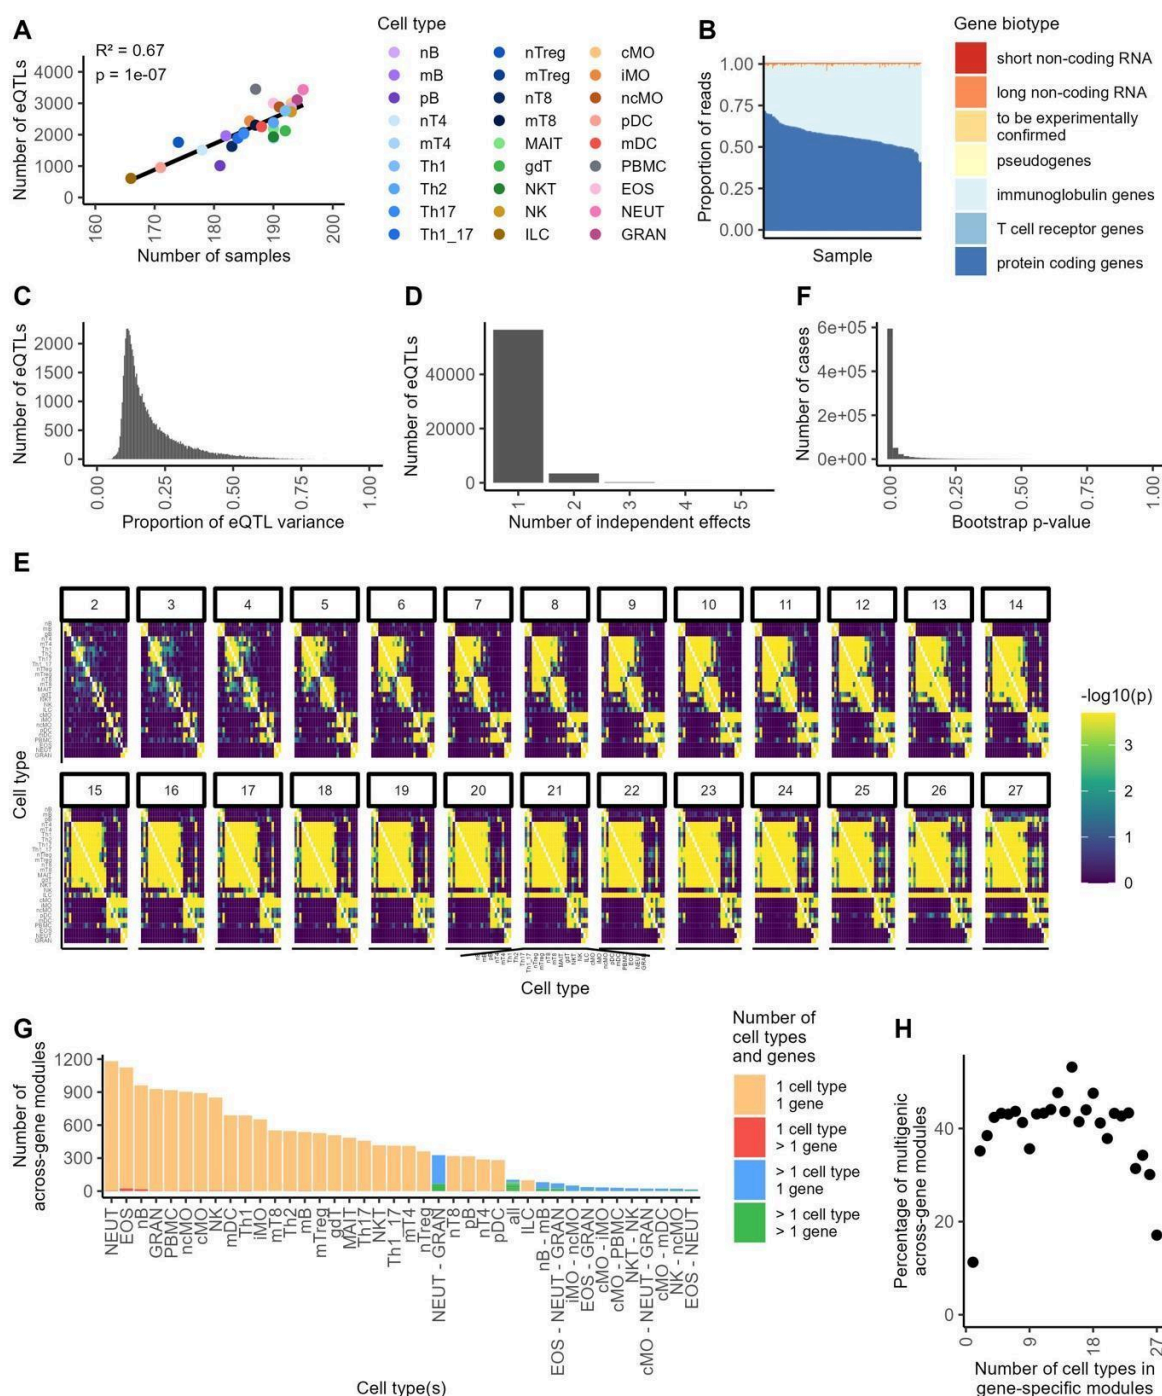 A
R² = 0.67
p = 1e-07
Number of eQTLs
4000
3000
2000
1000
0
160
170
180
190
200
Number of samples
Cell type
nB
mB
pB
nT4
mT4
Th1
Th2
Th17
Th1_17
nTreg
mTreg
nT8
mT8
MAIT
gdT
NKT
NK
ILC
cMO
iMO
ncMO
pDC
mDC
PBMC
EOS
NEUT
GRAN
B
Proportion of reads
1.00
0.75
0.50
0.25
0.00
Sample
Gene biotype
short non-coding RNA
long non-coding RNA
to be experimentally
confirmed
pseudogenes
immunoglobulin genes
T cell receptor genes
protein coding genes
C
Number of eQTLs
2000
1500
1000
500
0
0.00
0.25
0.50
0.75
1.00
Proportion of eQTL variance
D
Number of eQTLs
40000
20000
0
1
2
3
4
5
Number of independent effects
F
Number of cases
6e+05
4e+05
2e+05
0e+00
0.00
0.25
0.50
0.75
1.00
Bootstrap p-value
E
2
3
4
5
6
7
8
9
10
11
12
13
14
15
16
17
18
19
20
21
22
23
24
25
26
27
Cell type
Cell type
-log10(p)
3
2
1
0
G
Number of
across-gene modules
1200
900
600
300
0
NEUT
EOS
nB
GRAN
PBMC
ncMO
cMO
NK
mDC
Th1
iMO
mT8
Th2
mB
mTreg
gdT
MAIT
Th17
NKT
Th1_17
mT4
nTreg
NEUT - GRAN
nT8
pB
nT4
pDC
all
ILC
nB - mB
EOS - NEUT - GRAN
iMO - ncMO
EOS - GRAN
cMO - iMO
cMO - PBMC
NKT - NK
cMO - NEUT - GRAN
cMO - mDC
NK - ncMO
EOS - NEUT
Cell type(s)
Number of
cell types
and genes
1 cell type
1 gene
1 cell type
> 1 gene
> 1 cell type
1 gene
> 1 cell type
> 1 gene
H
Percentage of multigenic
across-gene modules
40
20
0
0
9
18
27
Number of cell types in
gene-specific modules